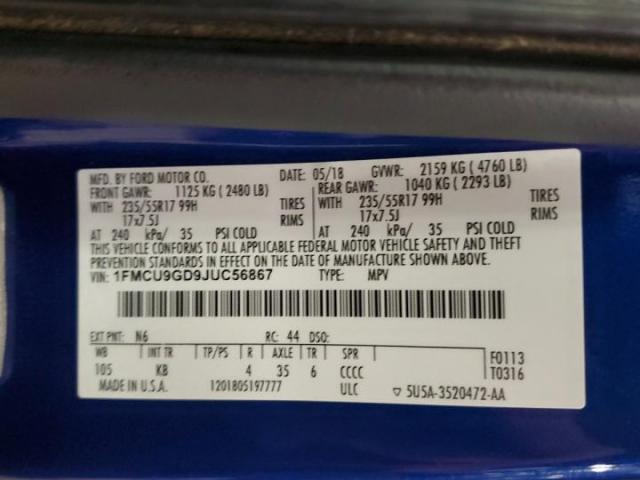 MFD. BY FORD MOTOR CO. DATE: 05/18 GVWR: 2159 KG (4760 LB)
FRONT GAWR: 1125 KG (2480 LB) REAR GAWR: 1040 KG (2293 LB)
WITH 235/55R17 99H TIRES WITH 235/55R17 99H TIRES
17x7.5J RIMS 17x7.5J RIMS
AT 240 kPa/ 35 PSI COLD AT 240 kPa/ 35 PSI COLD
THIS VEHICLE CONFORMS TO ALL APPLICABLE FEDERAL MOTOR VEHICLE SAFETY AND THEFT
PREVENTION STANDARDS IN EFFECT ON THE DATE OF MANUFACTURE SHOWN ABOVE.
VIN: 1FMCU9GD9JUC56867 TYPE: MPV
EXT PNT: N6 RC: 44 DSO:
WB INT TR TP/PS R AXLE TR SPR F0113
105 KB 4 35 6 CCCC T0316
MADE IN U.S.A. 1201805197777 ULC ▽ 5U5A-3520472-AA